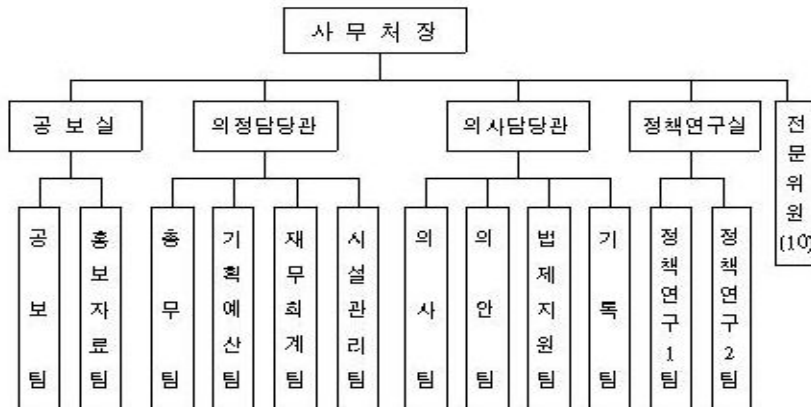 사 무 처 장
공 보 실
의정담당관
의사담당관
정책연구실
전문위원(10)
공보팀
홍보자료팀
총무팀
기획예산팀
재무회계팀
시설관리팀
의사팀
의안팀
법제지원팀
기록팀
정책연구1팀
정책연구2팀